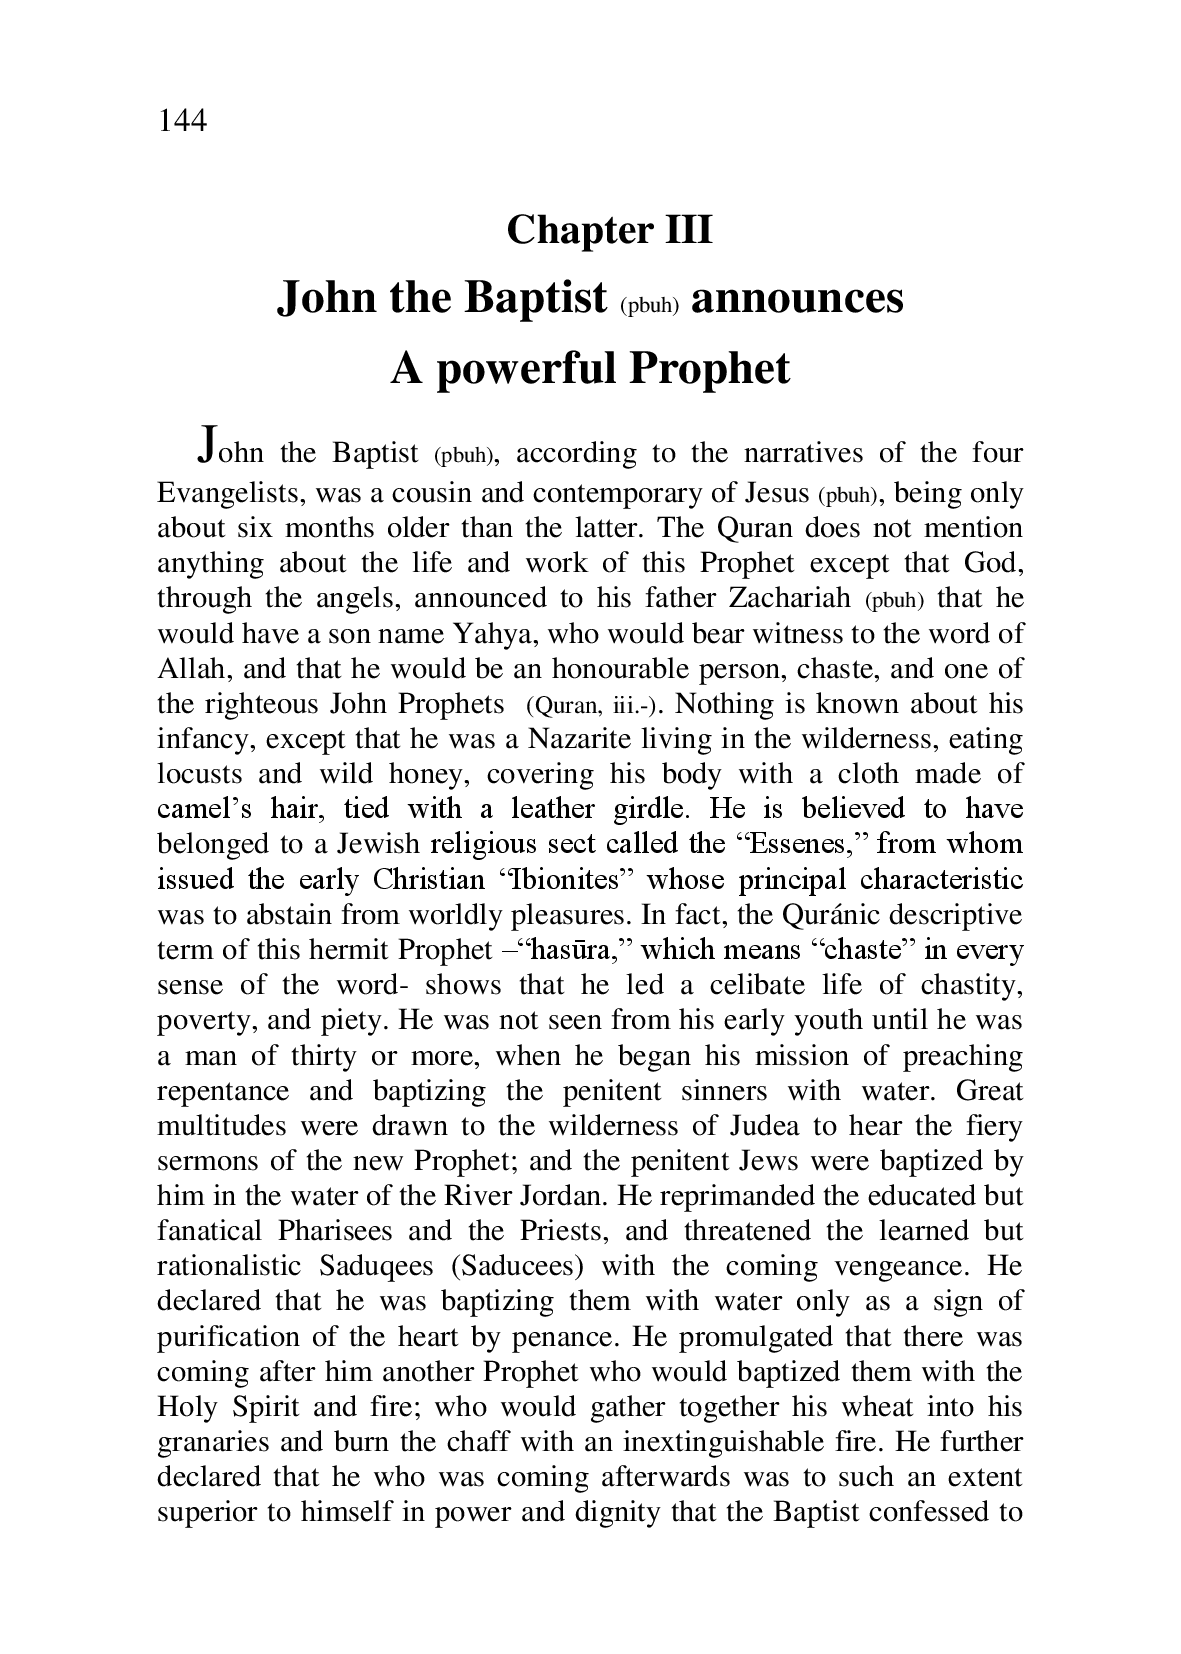 144
Chapter III
John the Baptist (pbuh) announces
A powerful Prophet
John the Baptist (pbuh), according to the narratives of the four
Evangelists, was a cousin and contemporary of Jesus (pbuh), being only
about six months older than the latter. The Quran does not mention
anything about the life and work of this Prophet except that God,
through the angels, announced to his father Zachariah (pbuh) that he
would have a son name Yahya, who would bear witness to the word of
Allah, and that he would be an honourable person, chaste, and one of
the righteous John Prophets (Quran, iii.-). Nothing is known about his
infancy, except that he was a Nazarite living in the wilderness, eating
locusts and wild honey, covering his body with a cloth made of
camel’s hair, tied with a leather girdle. He is believed to have
belonged to a Jewish religious sect called the “Essenes,” from whom
issued the early Christian “Ibionites” whose principal characteristic
was to abstain from worldly pleasures. In fact, the Quránic descriptive
term of this hermit Prophet –“hasūra,” which means “chaste” in every
sense of the word- shows that he led a celibate life of chastity,
poverty, and piety. He was not seen from his early youth until he was
a man of thirty or more, when he began his mission of preaching
repentance and baptizing the penitent sinners with water. Great
multitudes were drawn to the wilderness of Judea to hear the fiery
sermons of the new Prophet; and the penitent Jews were baptized by
him in the water of the River Jordan. He reprimanded the educated but
fanatical Pharisees and the Priests, and threatened the learned but
rationalistic Saduqees (Saducees) with the coming vengeance. He
declared that he was baptizing them with water only as a sign of
purification of the heart by penance. He promulgated that there was
coming after him another Prophet who would baptized them with the
Holy Spirit and fire; who would gather together his wheat into his
granaries and burn the chaff with an inextinguishable fire. He further
declared that he who was coming afterwards was to such an extent
superior to himself in power and dignity that the Baptist confessed to